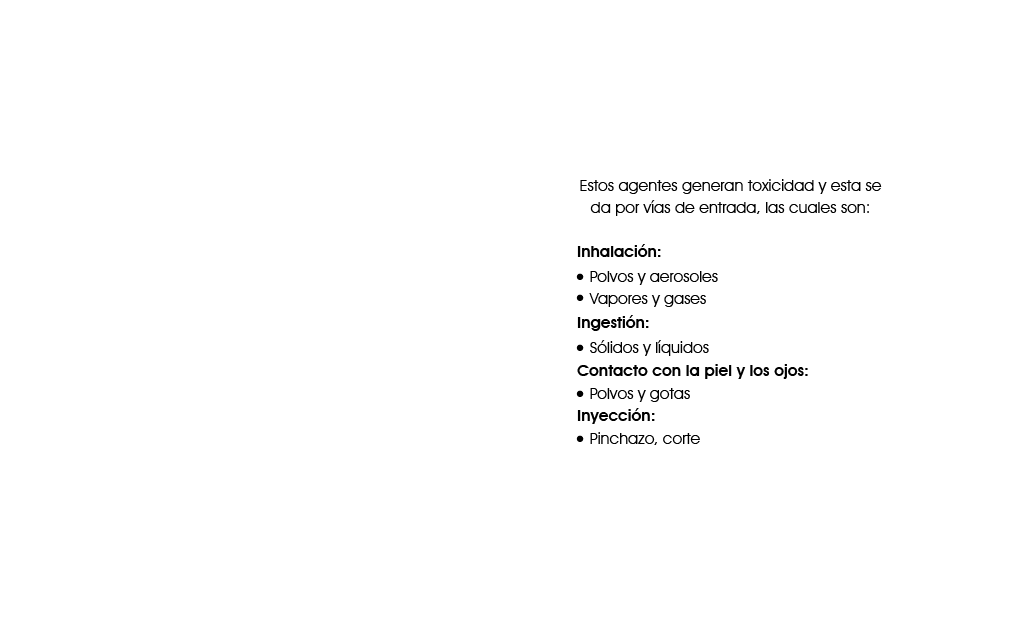 Estos agentes generan toxicidad y esta se
da por vías de entrada, las cuales son:
Inhalación:
• Polvos y aerosoles
• Vapores y gases
Ingestión:
• Sólidos y líquidos
Contacto con la piel y los ojos:
• Polvos y gotas
Inyección:
• Pinchazo, corte